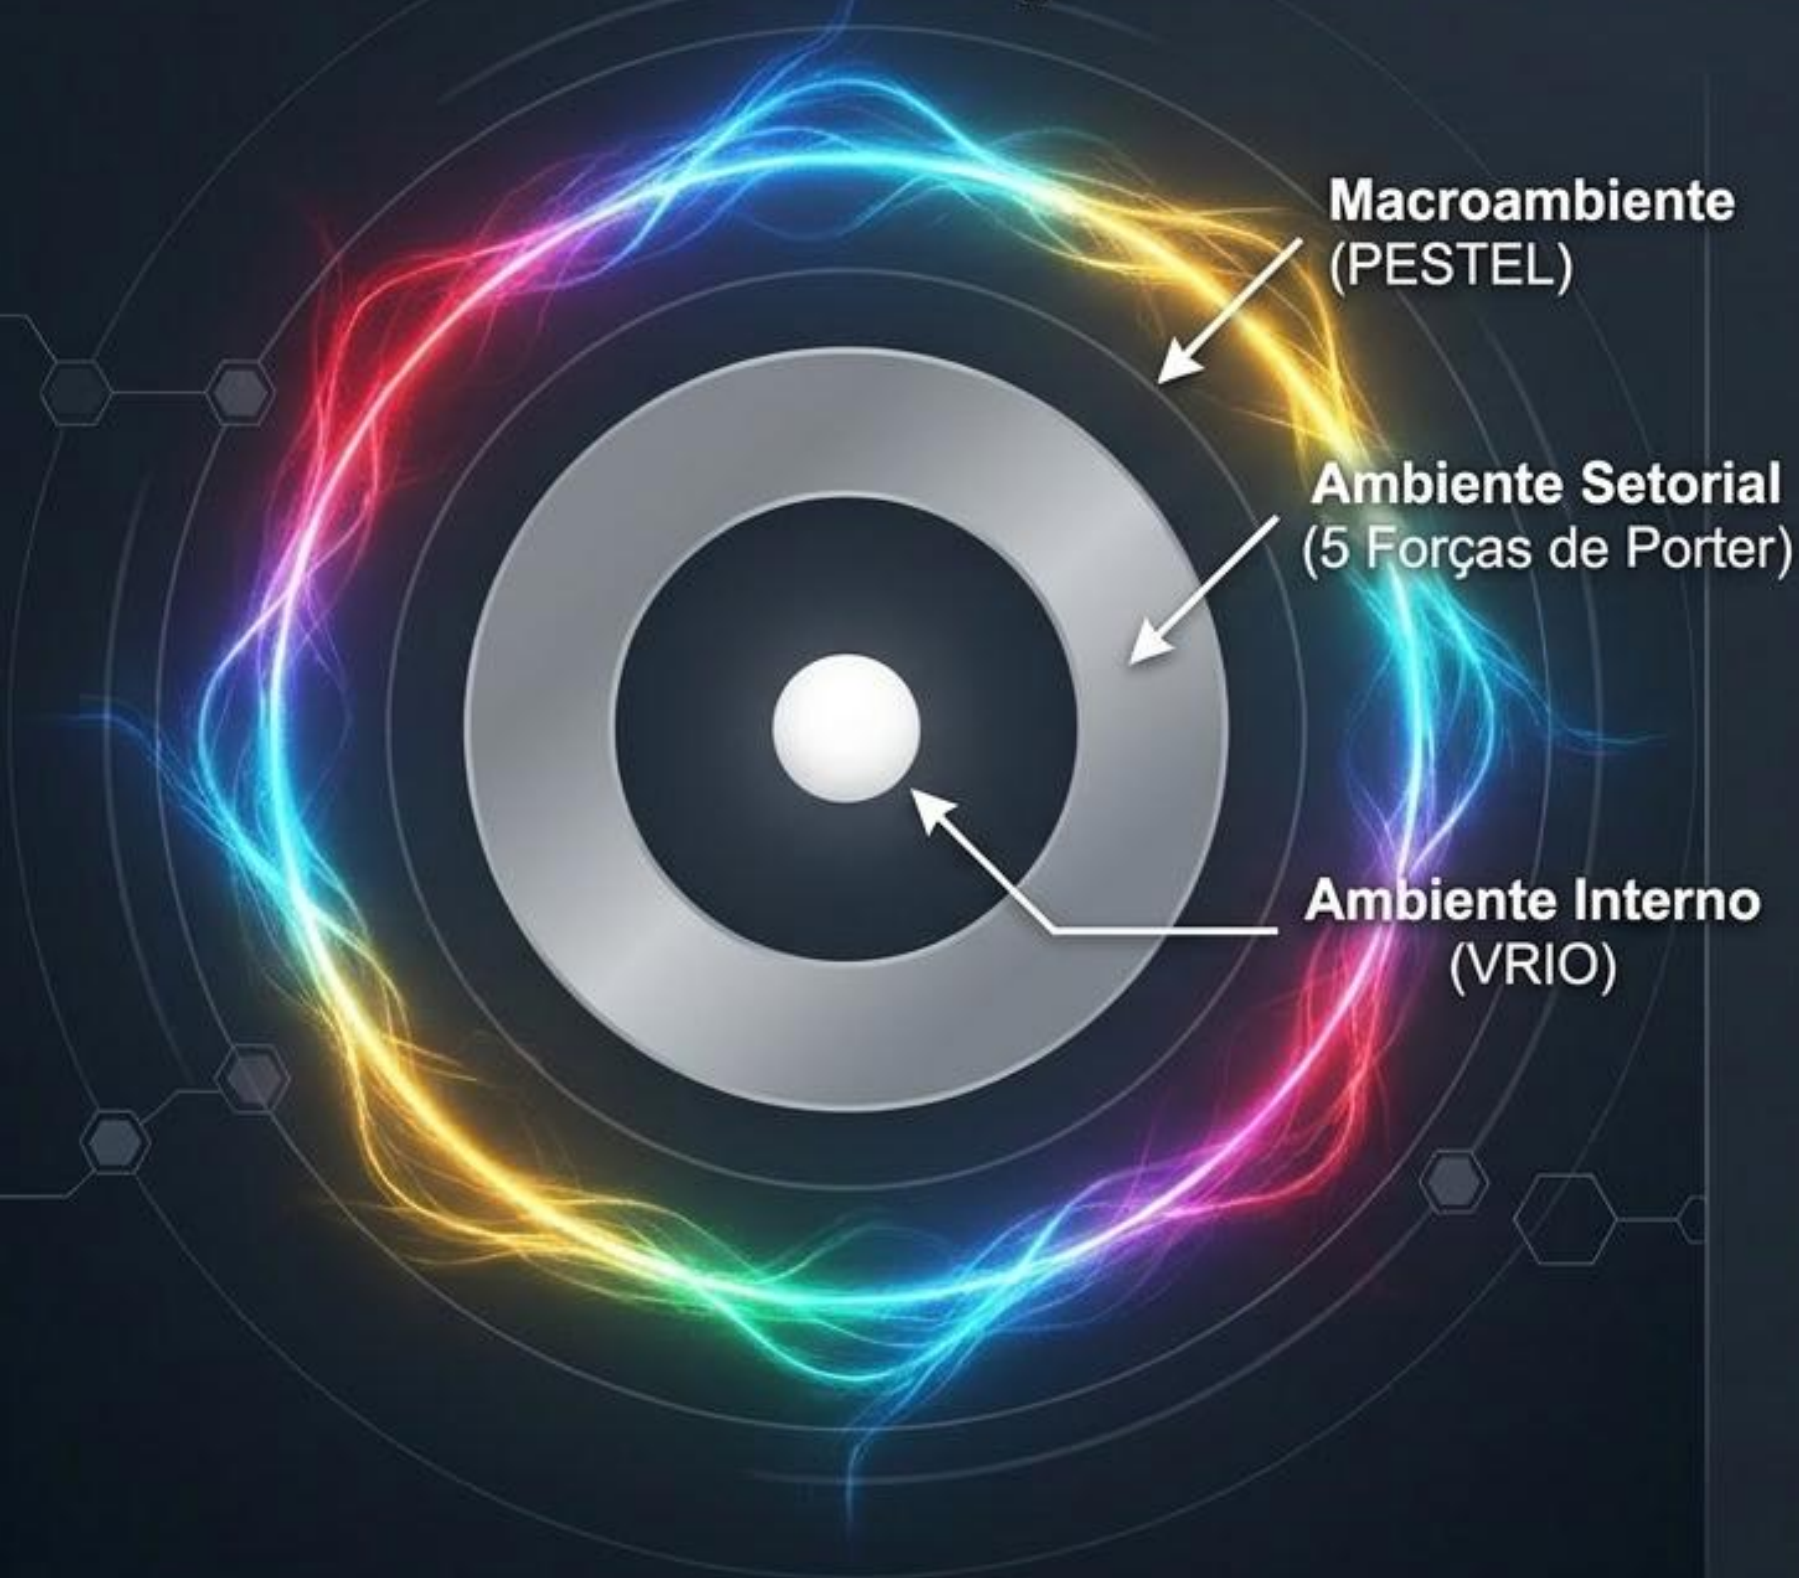 Macroambiente
(PESTEL)
Ambiente Setorial
(5 Forças de Porter)
Ambiente Interno
(VRIO)